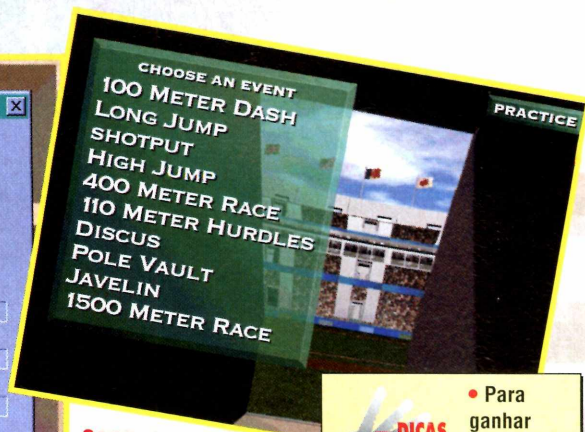 CHOOSE AN EVENT
100 METER DASH
LONG JUMP
SHOTPUT
HIGH JUMP
400 METER RACE
110 METER HURDLES
DISCUS
POLE VAULT
JAVELIN
1500 METER RACE
PRACTICE
DICAS
• Para
ganhar